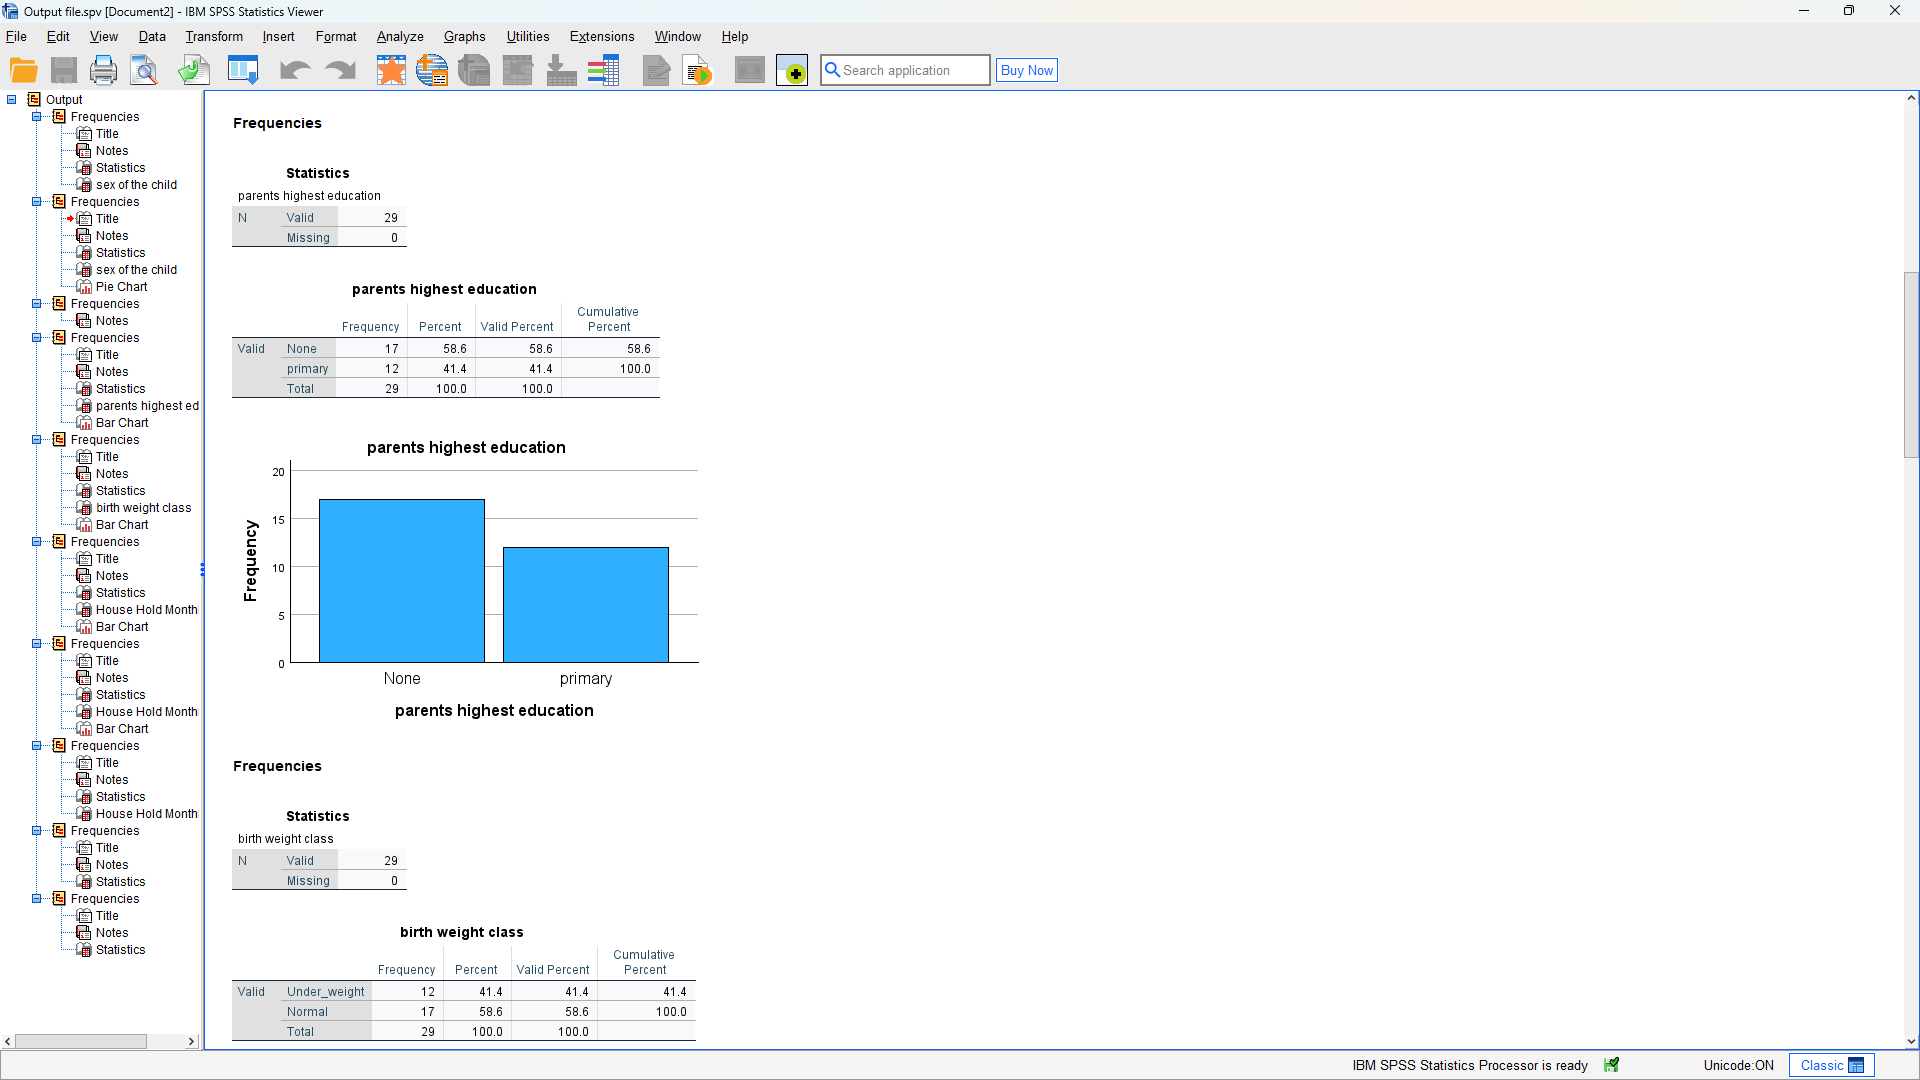 Output file.spv [Document2] - IBM SPSS Statistics Viewer
File Edit View Data Transform Insert Format Analyze Graphs Utilities Extensions Window Help
Search application
Buy Now
Output
Frequencies
Title
Notes
Statistics
sex of the child
Frequencies
Title
Notes
Statistics
sex of the child
Pie Chart
Frequencies
Notes
Frequencies
Title
Notes
Statistics
parents highest ed
Bar Chart
Frequencies
Title
Notes
Statistics
birth weight class
Bar Chart
Frequencies
Title
Notes
Statistics
House Hold Month
Bar Chart
Frequencies
Title
Notes
Statistics
House Hold Month
Bar Chart
Frequencies
Title
Notes
Statistics
House Hold Month
Frequencies
Title
Notes
Statistics
Frequencies
Title
Notes
Statistics
Frequencies
Statistics
parents highest education
N Valid 29
Missing 0
parents highest education
Frequency Percent Valid Percent Cumulative Percent
Valid None 17 58.6 58.6 58.6
primary 12 41.4 41.4 100.0
Total 29 100.0 100.0
parents highest education
Frequency
20
15
10
5
0
None primary
parents highest education
Frequencies
Statistics
birth weight class
N Valid 29
Missing 0
birth weight class
Frequency Percent Valid Percent Cumulative Percent
Valid Under_weight 12 41.4 41.4 41.4
Normal 17 58.6 58.6 100.0
Total 29 100.0 100.0
IBM SPSS Statistics Processor is ready Unicode:ON Classic